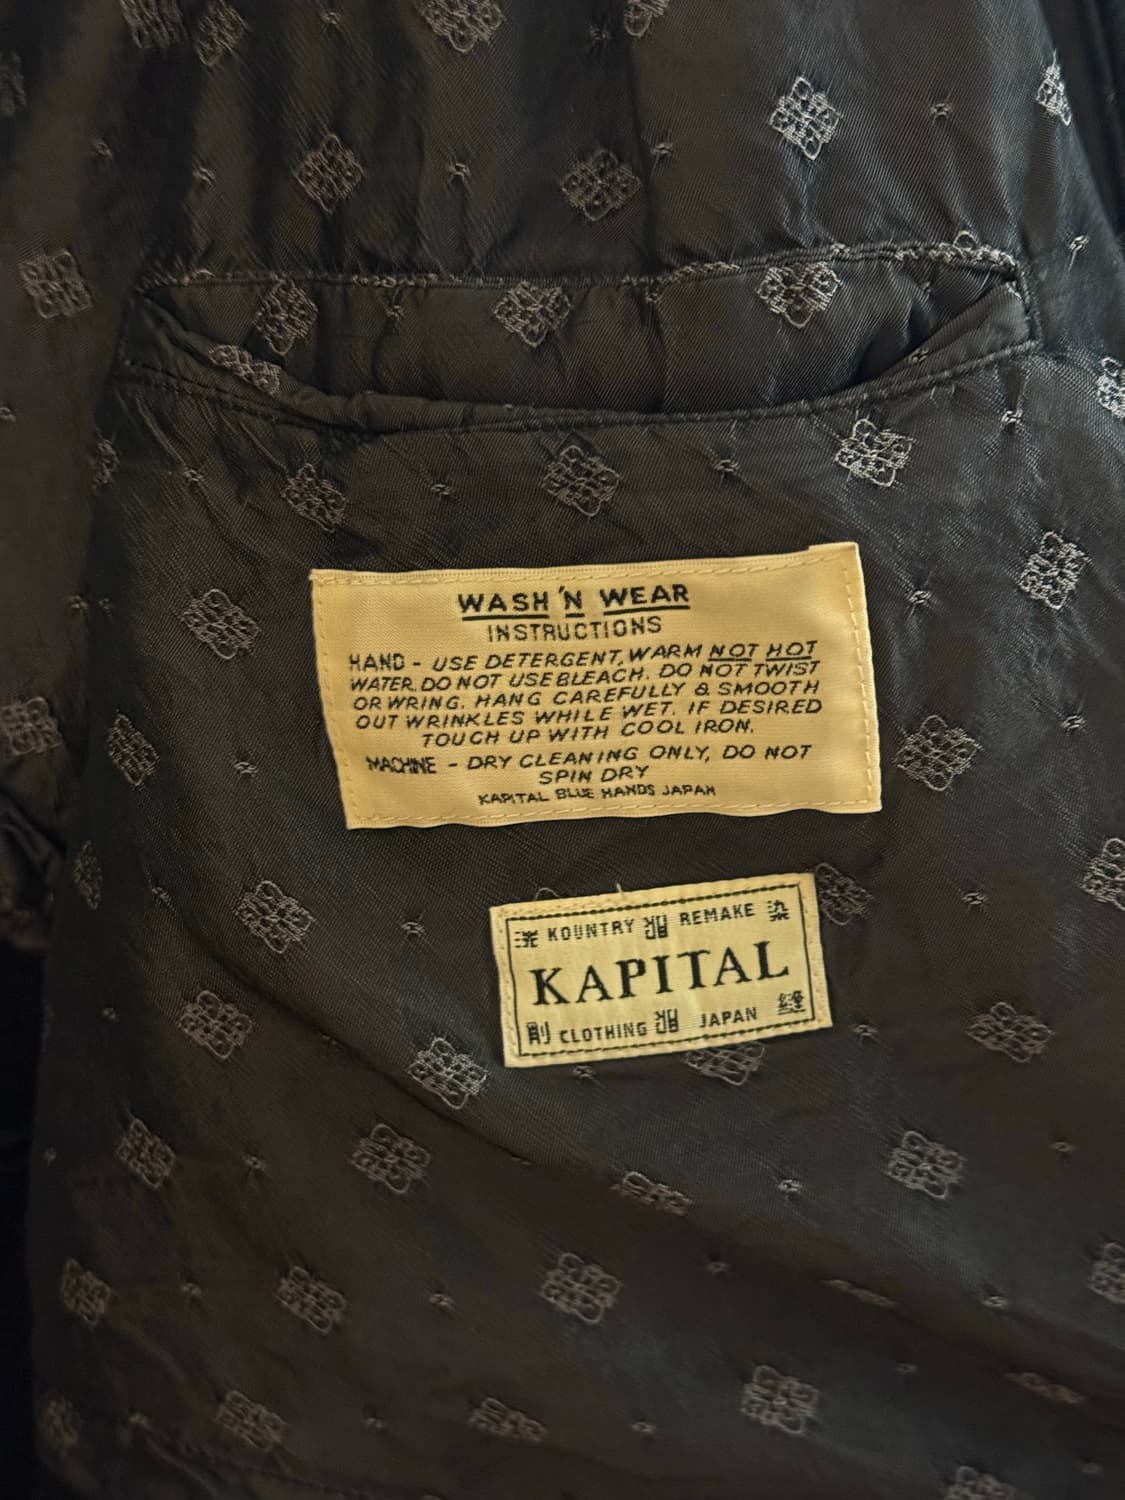 WASH 'N WEAR
INSTRUCTIONS
HAND - USE DETERGENT, WARM NOT HOT
WATER. DO NOT USE BLEACH. DO NOT TWIST
OR WRING. HANG CAREFULLY & SMOOTH
OUT WRINKLES WHILE WET. IF DESIRED
TOUCH UP WITH COOL IRON.
MACHINE - DRY CLEANING ONLY, DO NOT
SPIN DRY
KAPITAL BLUE HANDS JAPAN
KOUNTRY REMAKE 染
KAPITAL
CLOTHING JAPAN 縫